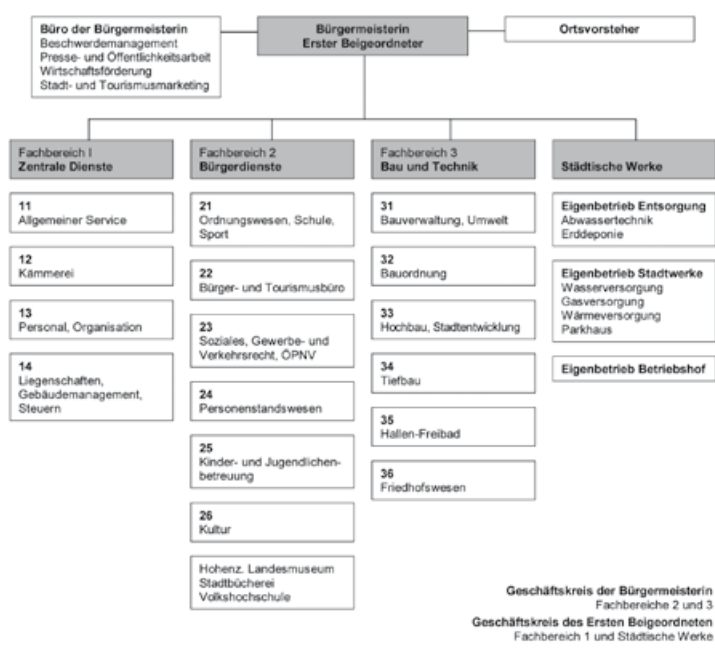 Büro der Bürgermeisterin
Beschwerdemanagement
Presse- und Öffentlichkeitsarbeit
Wirtschaftsförderung
Stadt- und Tourismusmarketing
Bürgermeisterin
Erster Beigeordneter
Ortsvorsteher
Fachbereich I
Zentrale Dienste
11
Allgemeiner Service
12
Kämmerei
13
Personal, Organisation
14
Liegenschaften,
Gebäudemanagement,
Steuern
Fachbereich 2
Bürgerdienste
21
Ordnungswesen, Schule,
Sport
22
Bürger- und Tourismusbüro
23
Soziales, Gewerbe- und
Verkehrsrecht, ÖPNV
24
Personenstandswesen
25
Kinder- und Jugendlichen-
betreuung
26
Kultur
Hohenz. Landesmuseum
Stadtbücherei
Volkshochschule
Fachbereich 3
Bau und Technik
31
Bauverwaltung, Umwelt
32
Bauordnung
33
Hochbau, Stadtentwicklung
34
Tiefbau
35
Hallen-Freibad
36
Friedhofswesen
Städtische Werke
Eigenbetrieb Entsorgung
Abwassertechnik
Erddeponie
Eigenbetrieb Stadtwerke
Wasserversorgung
Gasversorgung
Wärmeversorgung
Parkhaus
Eigenbetrieb Betriebshof
Geschäftskreis der Bürgermeisterin
Fachbereiche 2 und 3
Geschäftskreis des Ersten Beigeordneten
Fachbereich 1 und Städtische Werke